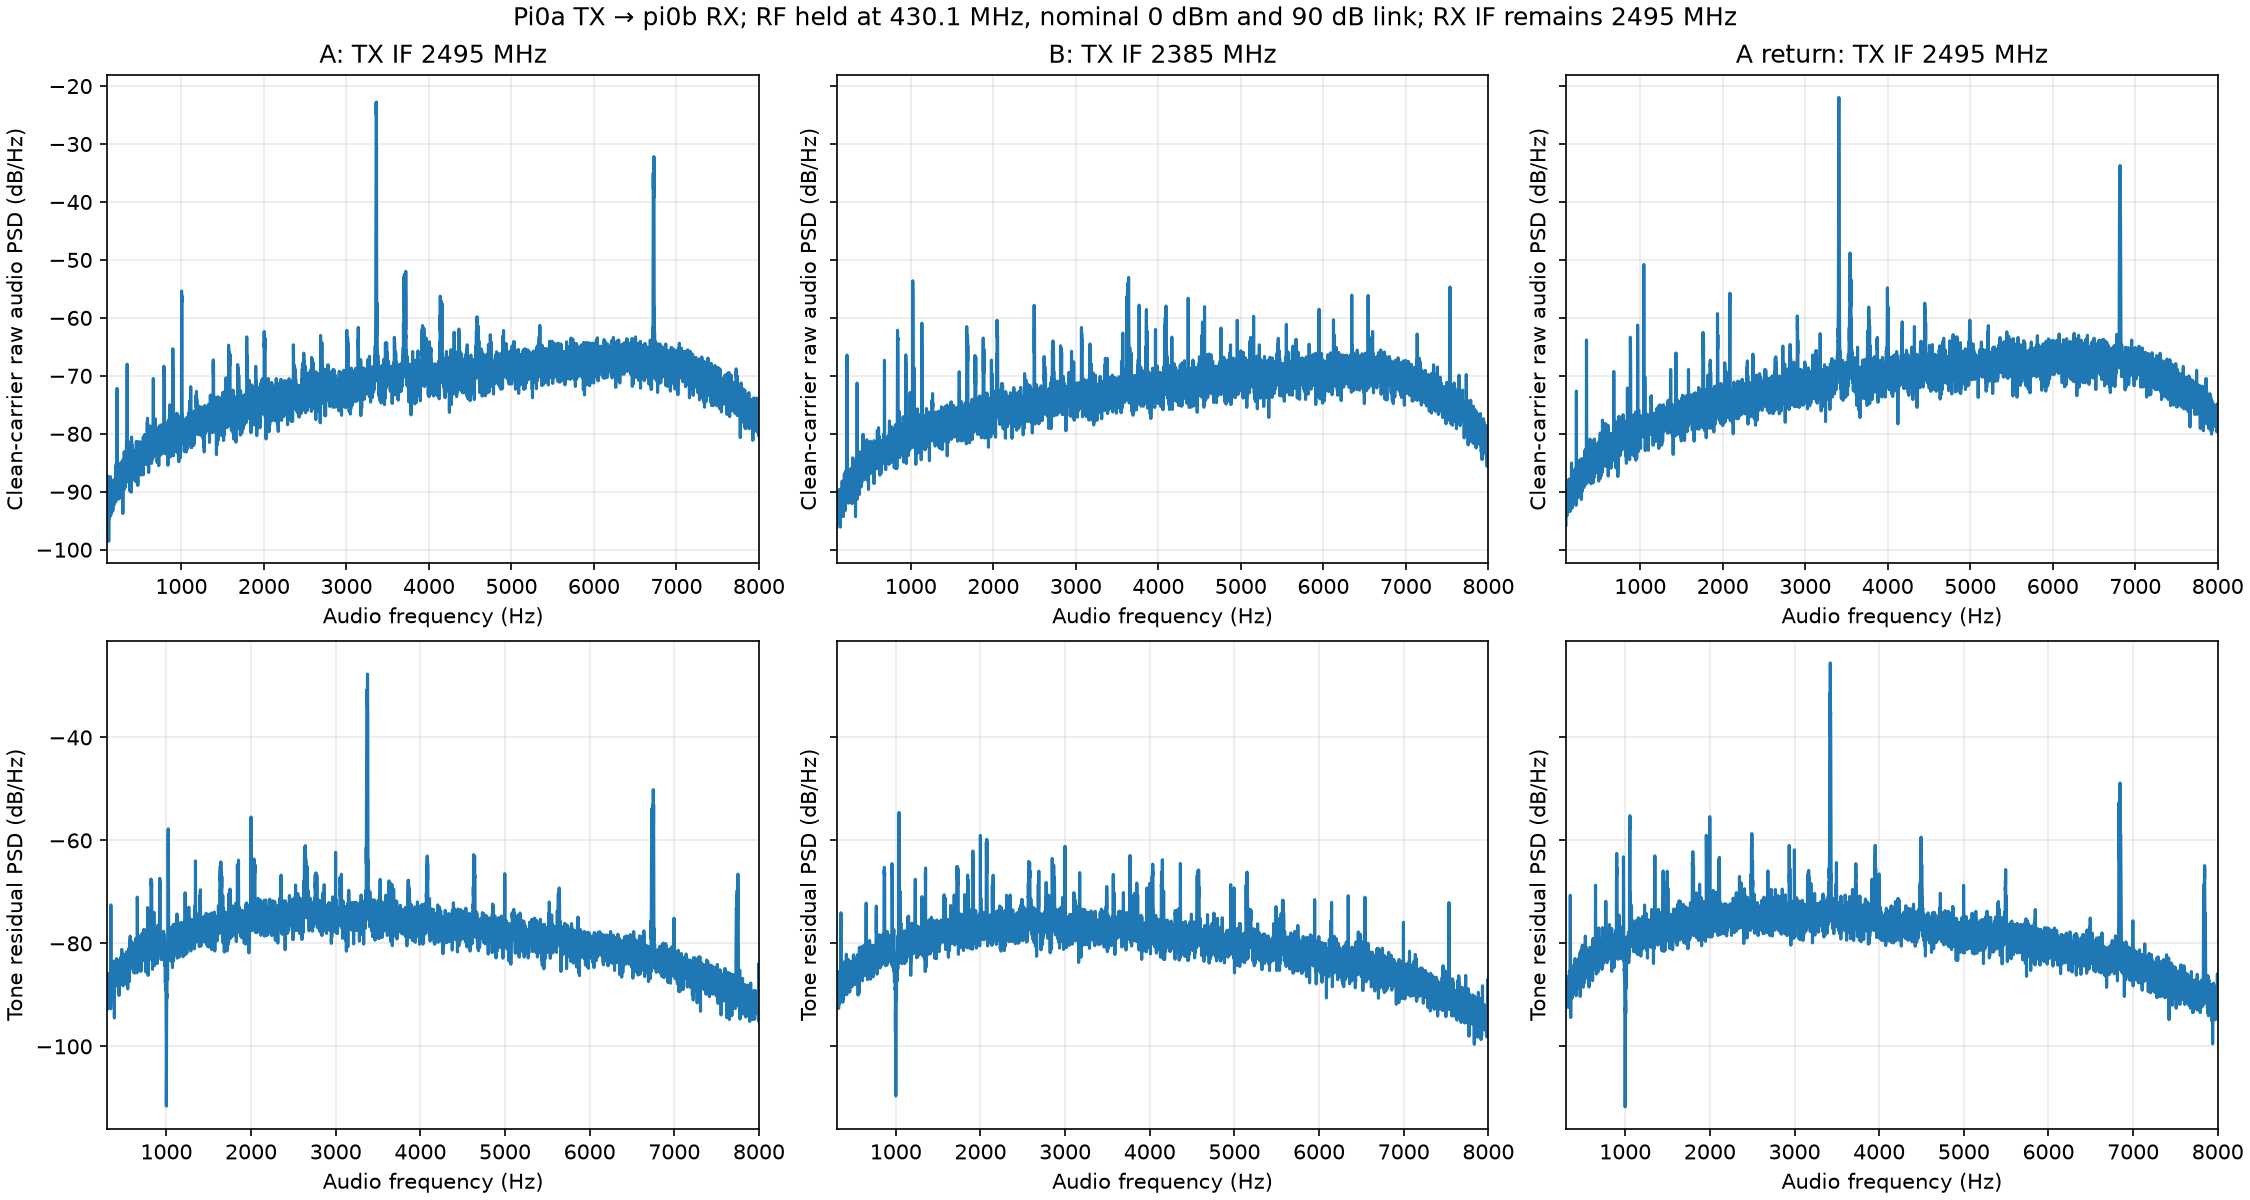 Pi0a TX → pi0b RX; RF held at 430.1 MHz, nominal 0 dBm and 90 dB link; RX IF remains 2495 MHz
A: TX IF 2495 MHz
B: TX IF 2385 MHz
A return: TX IF 2495 MHz
Clean-carrier raw audio PSD (dB/Hz)
−20
−30
−40
−50
−60
−70
−80
−90
−100
1000 2000 3000 4000 5000 6000 7000 8000
Audio frequency (Hz)
Clean-carrier raw audio PSD (dB/Hz)
1000 2000 3000 4000 5000 6000 7000 8000
Audio frequency (Hz)
Clean-carrier raw audio PSD (dB/Hz)
1000 2000 3000 4000 5000 6000 7000 8000
Audio frequency (Hz)
Tone residual PSD (dB/Hz)
−40
−60
−80
−100
1000 2000 3000 4000 5000 6000 7000 8000
Audio frequency (Hz)
Tone residual PSD (dB/Hz)
1000 2000 3000 4000 5000 6000 7000 8000
Audio frequency (Hz)
Tone residual PSD (dB/Hz)
1000 2000 3000 4000 5000 6000 7000 8000
Audio frequency (Hz)